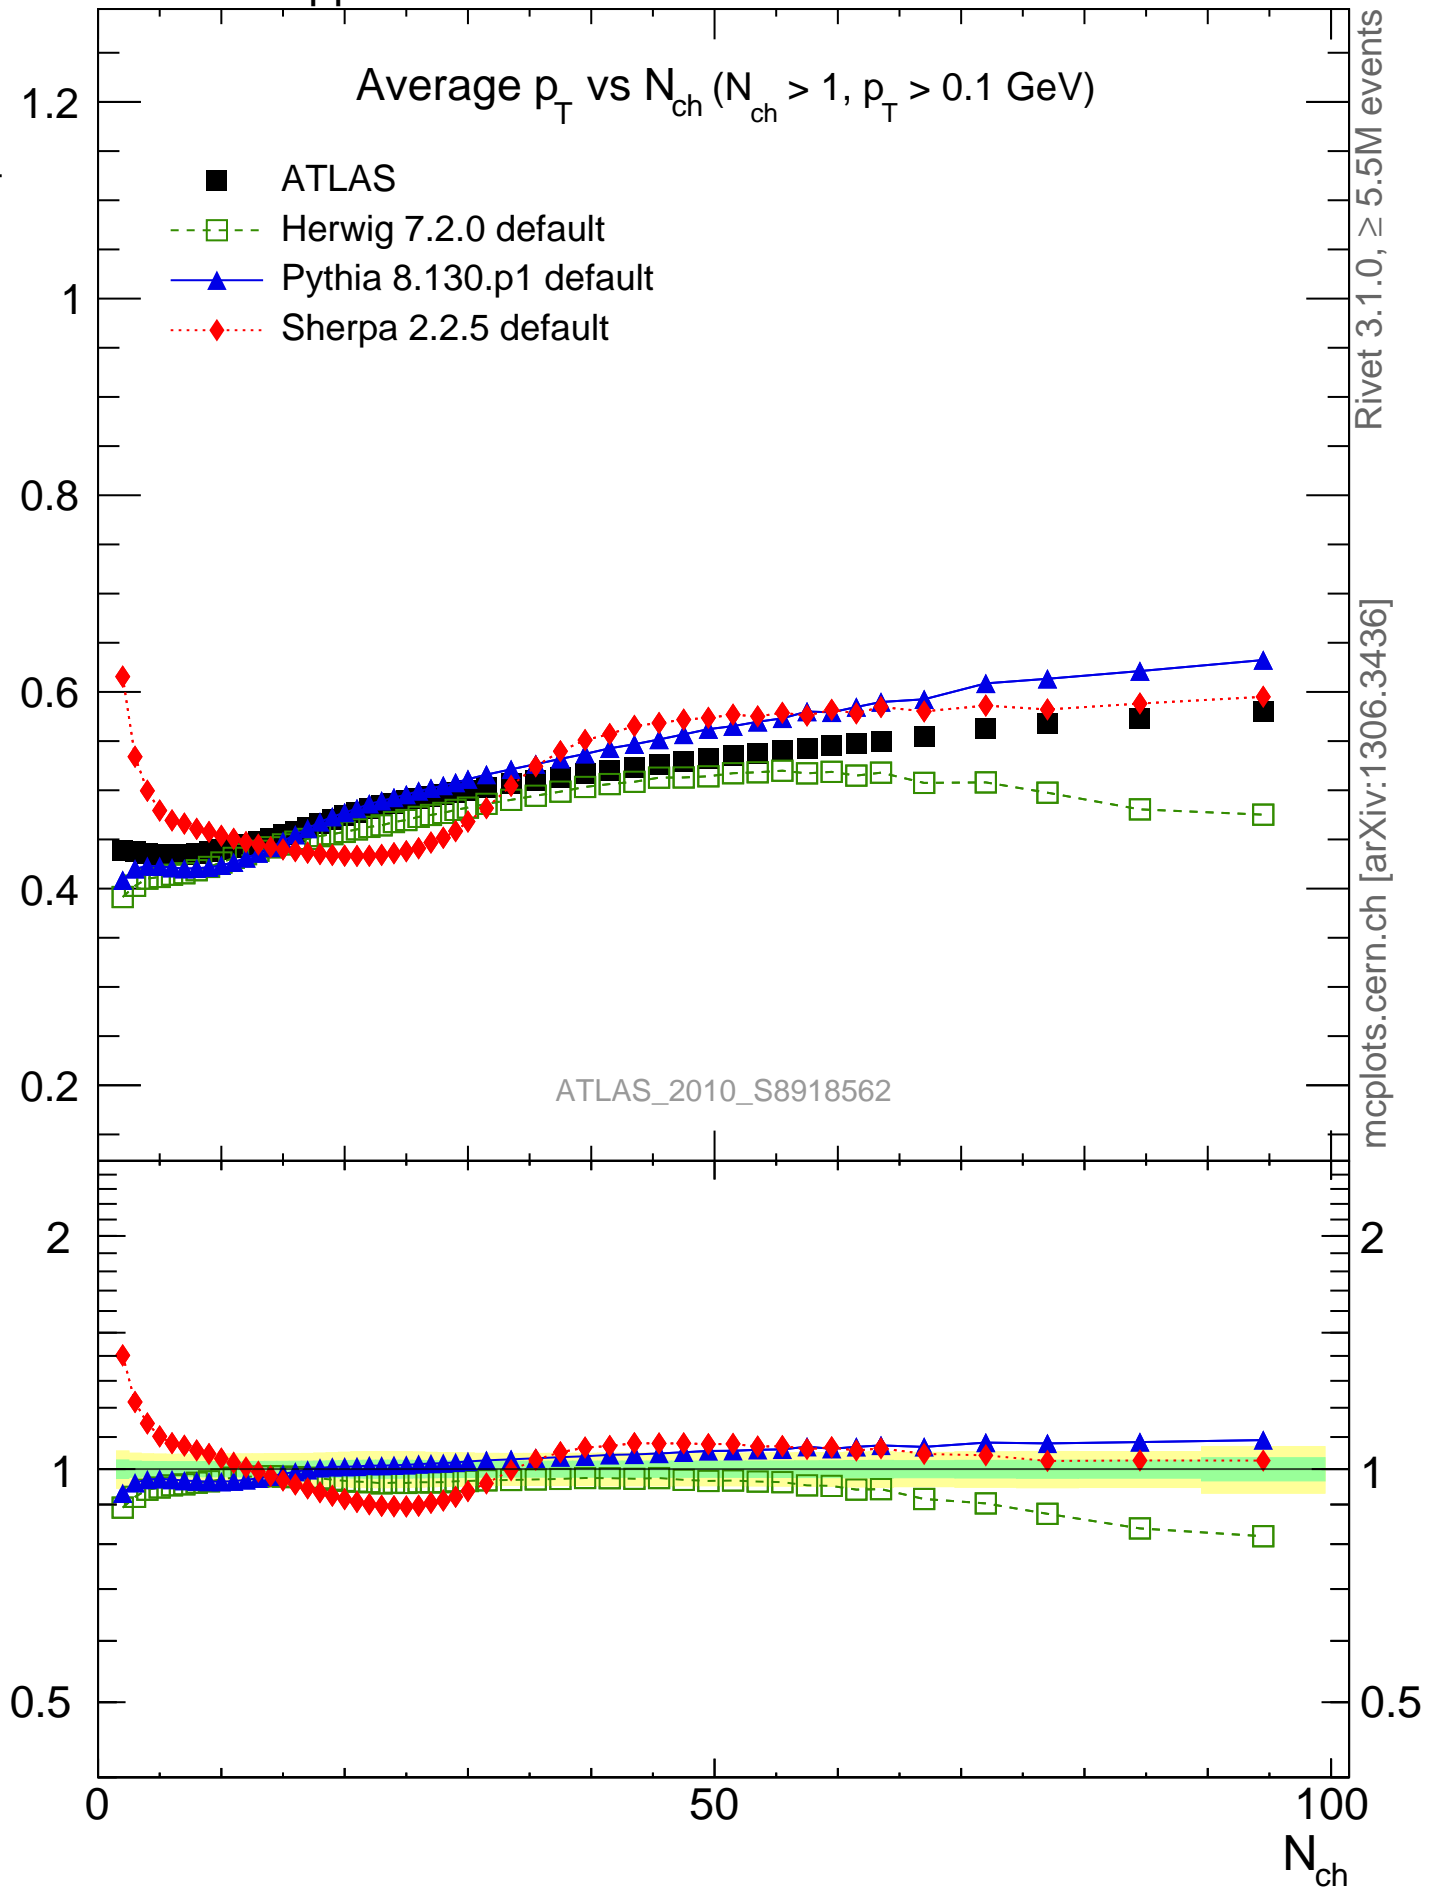 Average p_T vs N_ch (N_ch > 1, p_T > 0.1 GeV)
ATLAS
Herwig 7.2.0 default
Pythia 8.130.p1 default
Sherpa 2.2.5 default
1.2
1
0.8
0.6
0.4
0.2
ATLAS_2010_S8918562
Rivet 3.1.0, ≥ 5.5M events
mcplots.cern.ch [arXiv:1306.3436]
2
1
0.5
2
1
0.5
0
50
100
N_ch